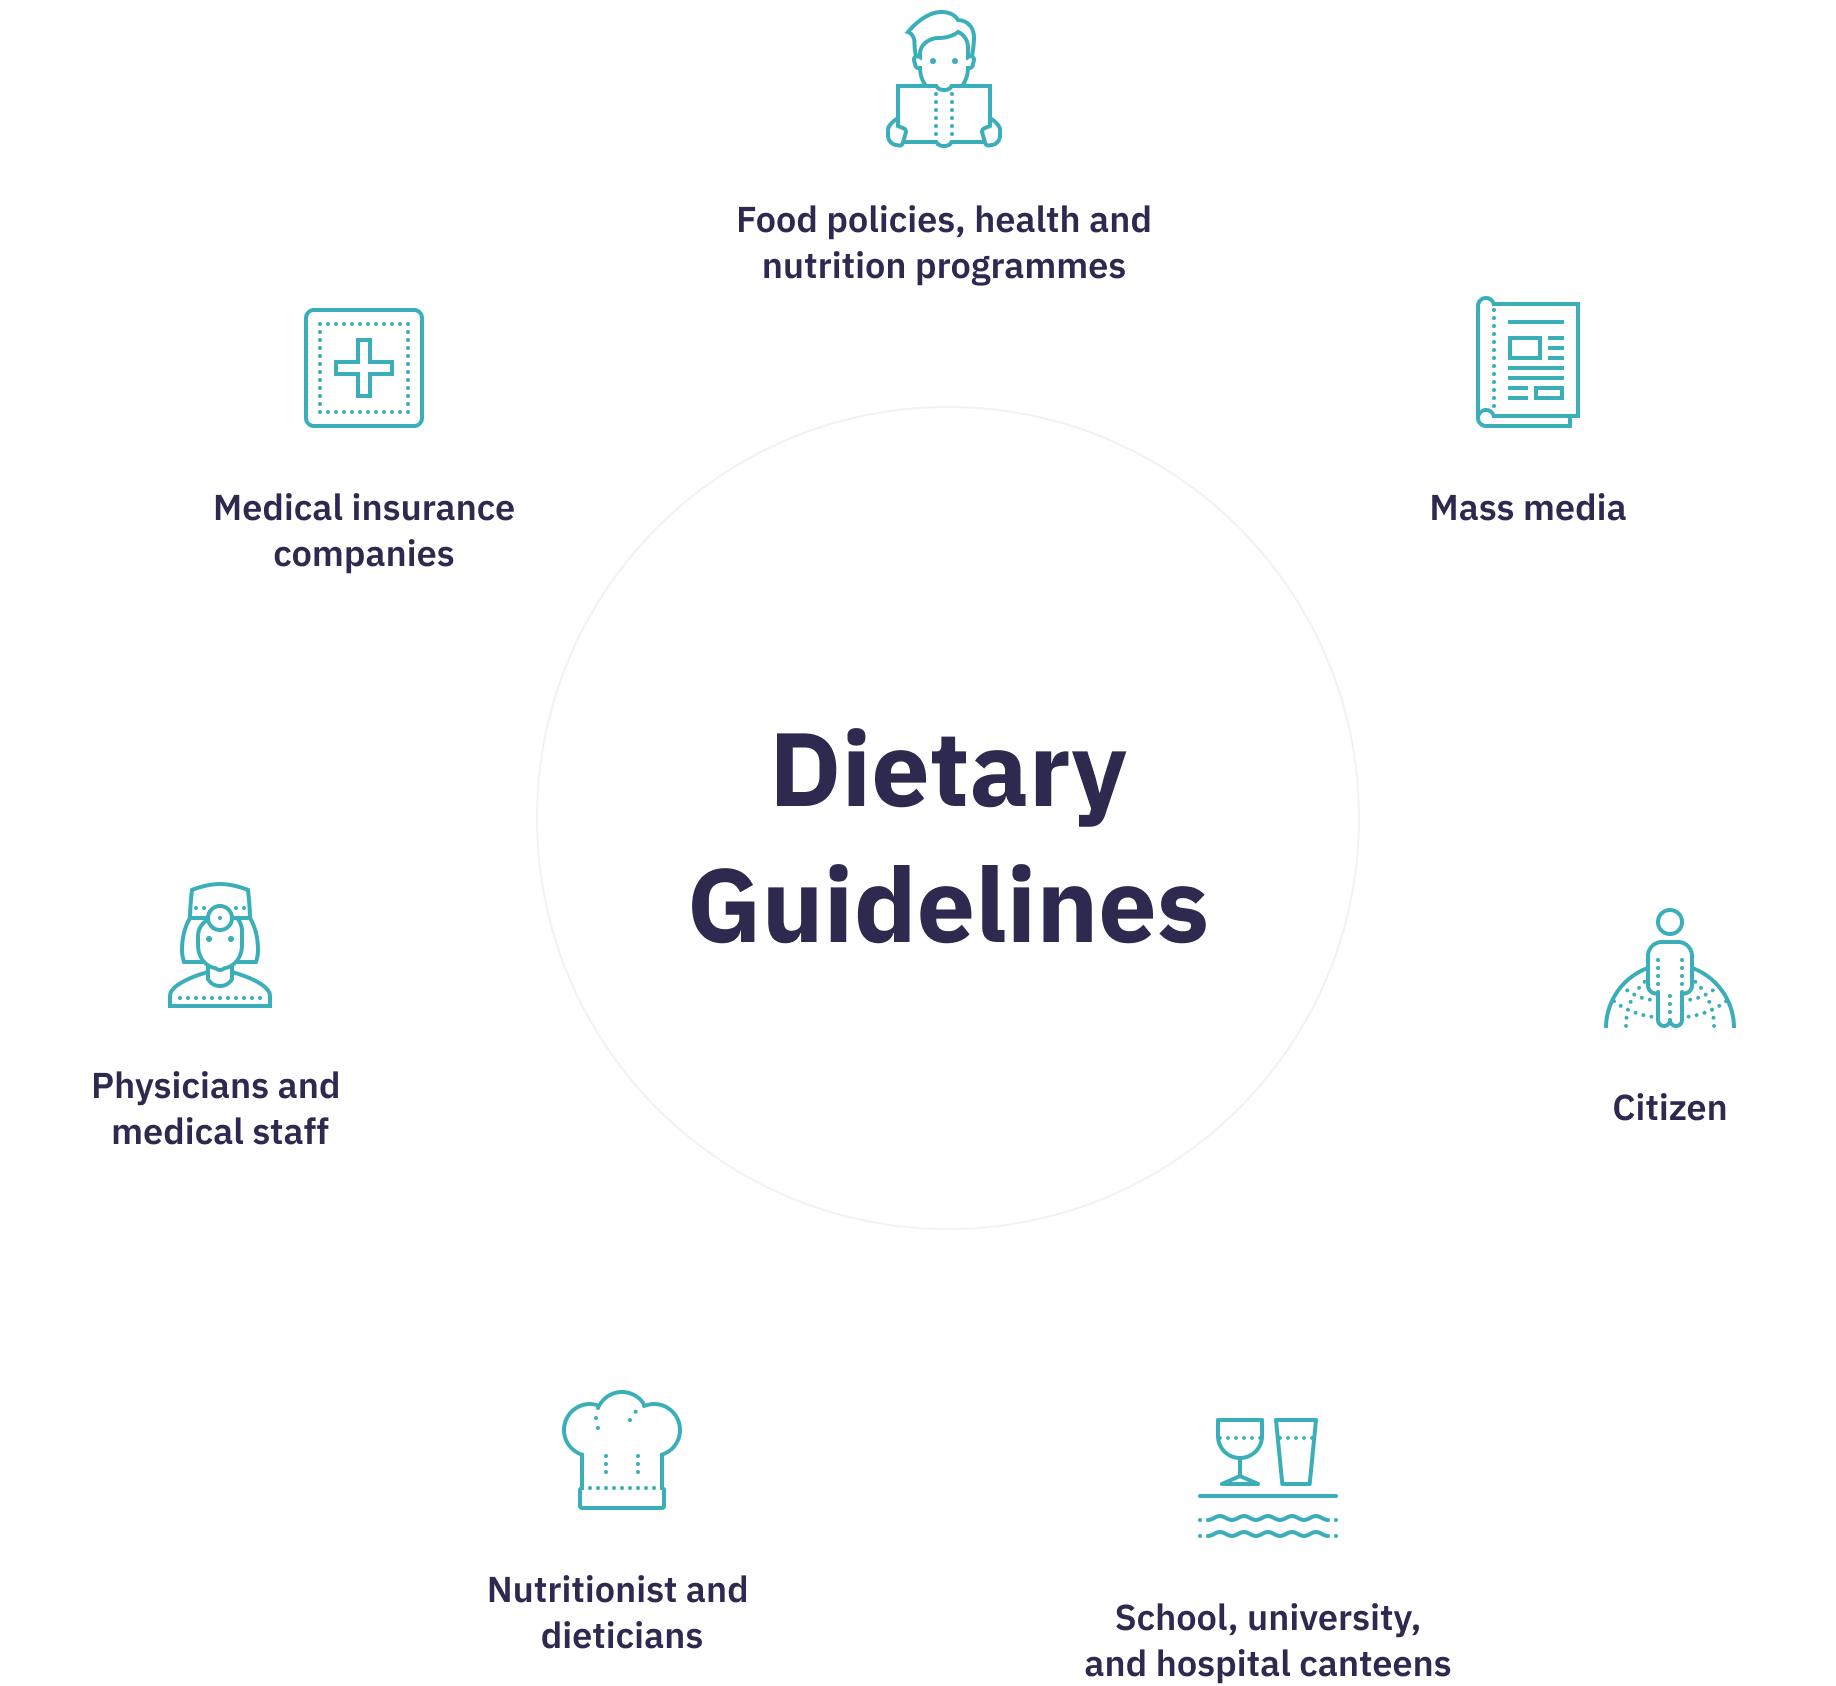 Food policies, health and
nutrition programmes
Medical insurance
companies
Mass media
Dietary
Guidelines
Physicians and
medical staff
Citizen
Nutritionist and
dieticians
School, university,
and hospital canteens